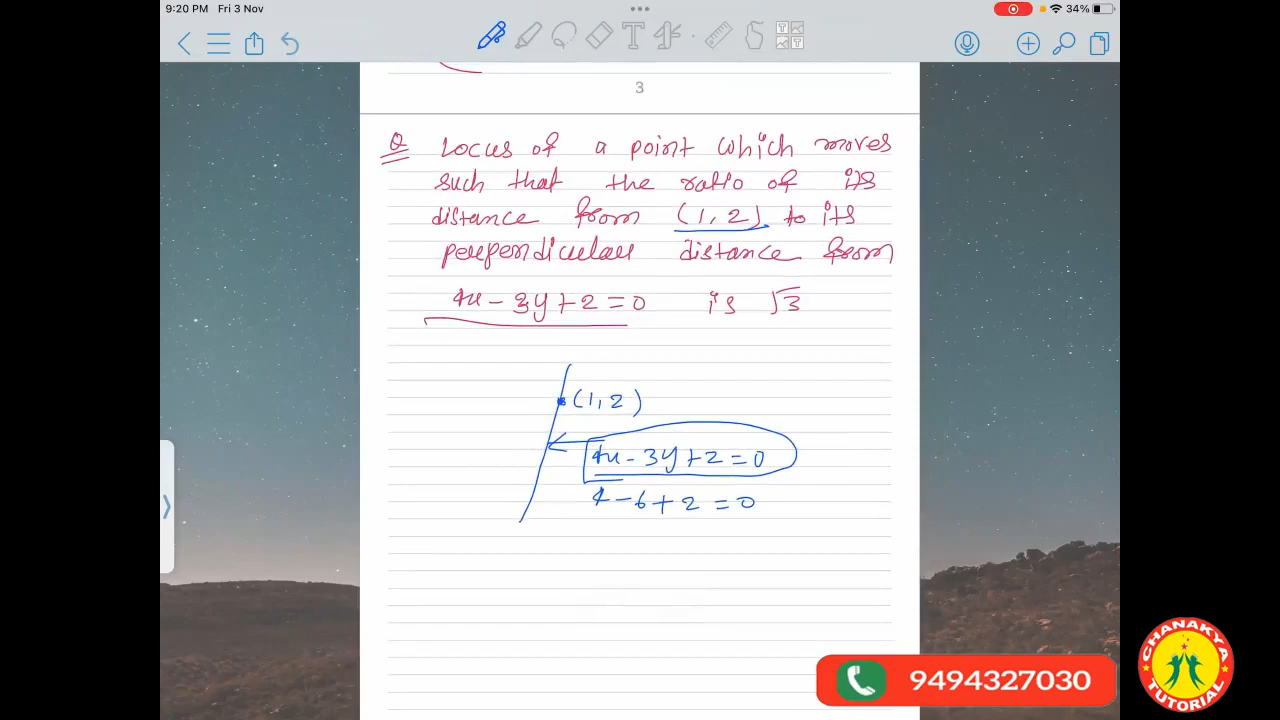 9:20 PM Fri 3 Nov
34%
3
Q Locus of a point which moves
such that the ratio of its
distance from (1, 2) to its
perpendicular distance from
4x - 3y + 2 = 0 is √3
(1, 2)
4x - 3y + 2 = 0
4 - 6 + 2 = 0
CHANAKYA
TUTORIAL
9494327030